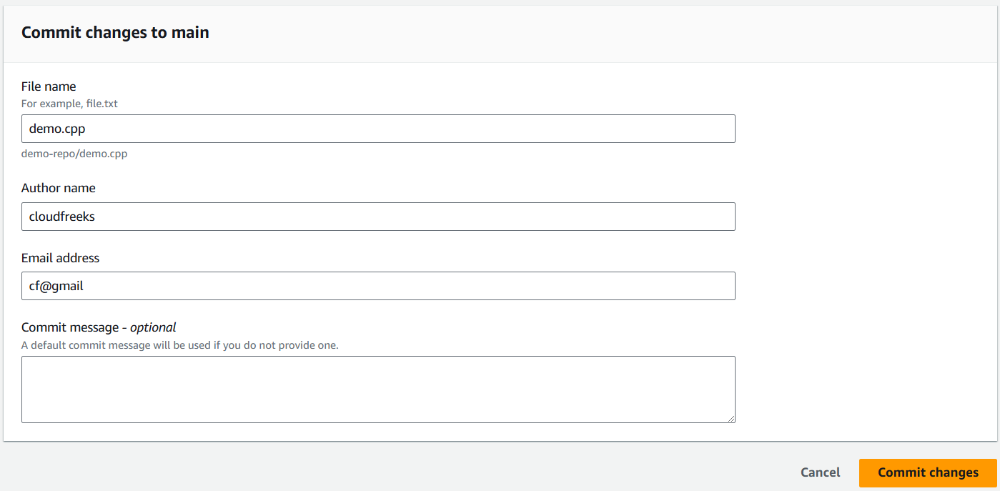 Commit changes to main
File name
For example, file.txt
demo.cpp
demo-repo/demo.cpp
Author name
cloudfreeks
Email address
cf@gmail
Commit message - optional
A default commit message will be used if you do not provide one.
Cancel
Commit changes